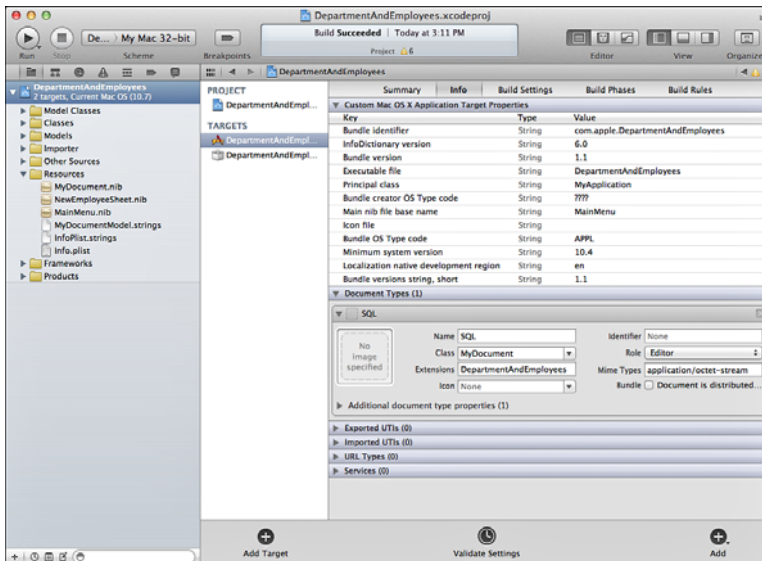 DepartmentAndEmployees.xcodeproj
Run
Stop
De... My Mac 32-bit
Scheme
Breakpoints
Build Succeeded | Today at 3:11 PM
Project 6
Editor
View
Organize
DepartmentAndEmployees
DepartmentAndEmployees
2 targets, Current Mac OS (10.7)
Model Classes
Classes
Models
Importer
Other Sources
Resources
MyDocument.nib
NewEmployeeSheet.nib
MainMenu.nib
MyDocumentModel.strings
InfoPlist.strings
Info.plist
Frameworks
Products
PROJECT
DepartmentAndEmpl...
TARGETS
DepartmentAndEmpl...
DepartmentAndEmpl...
Summary Info Build Settings Build Phases Build Rules
Custom Mac OS X Application Target Properties
Key Type Value
Bundle identifier String com.apple.DepartmentAndEmployees
InfoDictionary version String 6.0
Bundle version String 1.1
Executable file String DepartmentAndEmployees
Principal class String MyApplication
Bundle creator OS Type code String ????
Main nib file base name String MainMenu
Icon file String
Bundle OS Type code String APPL
Minimum system version String 10.4
Localization native development region String en
Bundle versions string, short String 1.1
Document Types (1)
SQL
No image specified
Name SQL Identifier None
Class MyDocument Role Editor
Extensions DepartmentAndEmployees Mime Types application/octet-stream
Icon None Bundle Document is distributed...
Additional document type properties (1)
Exported UTIs (0)
Imported UTIs (0)
URL Types (0)
Services (0)
Add Target
Validate Settings
Add